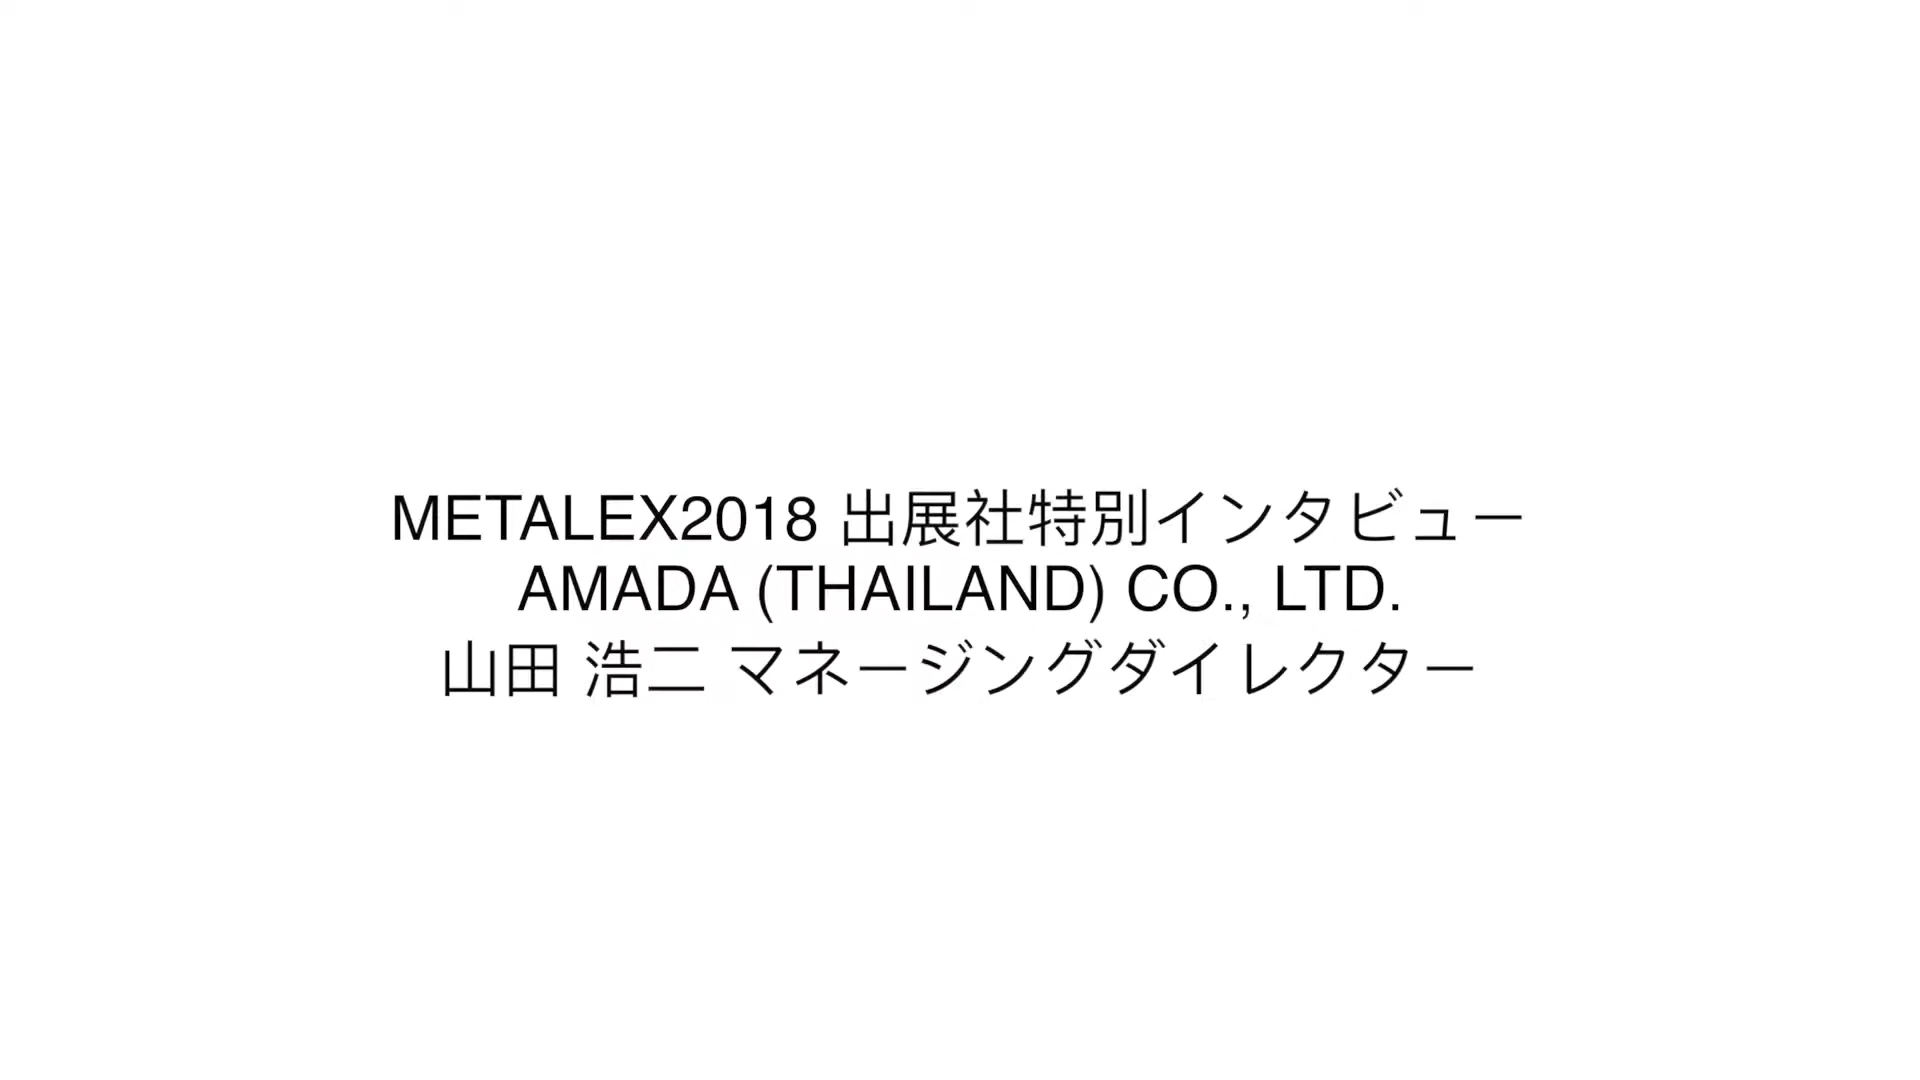 METALEX2018 出展社特別インタビュー
AMADA (THAILAND) CO., LTD.
山田 浩二 マネージングダイレクター